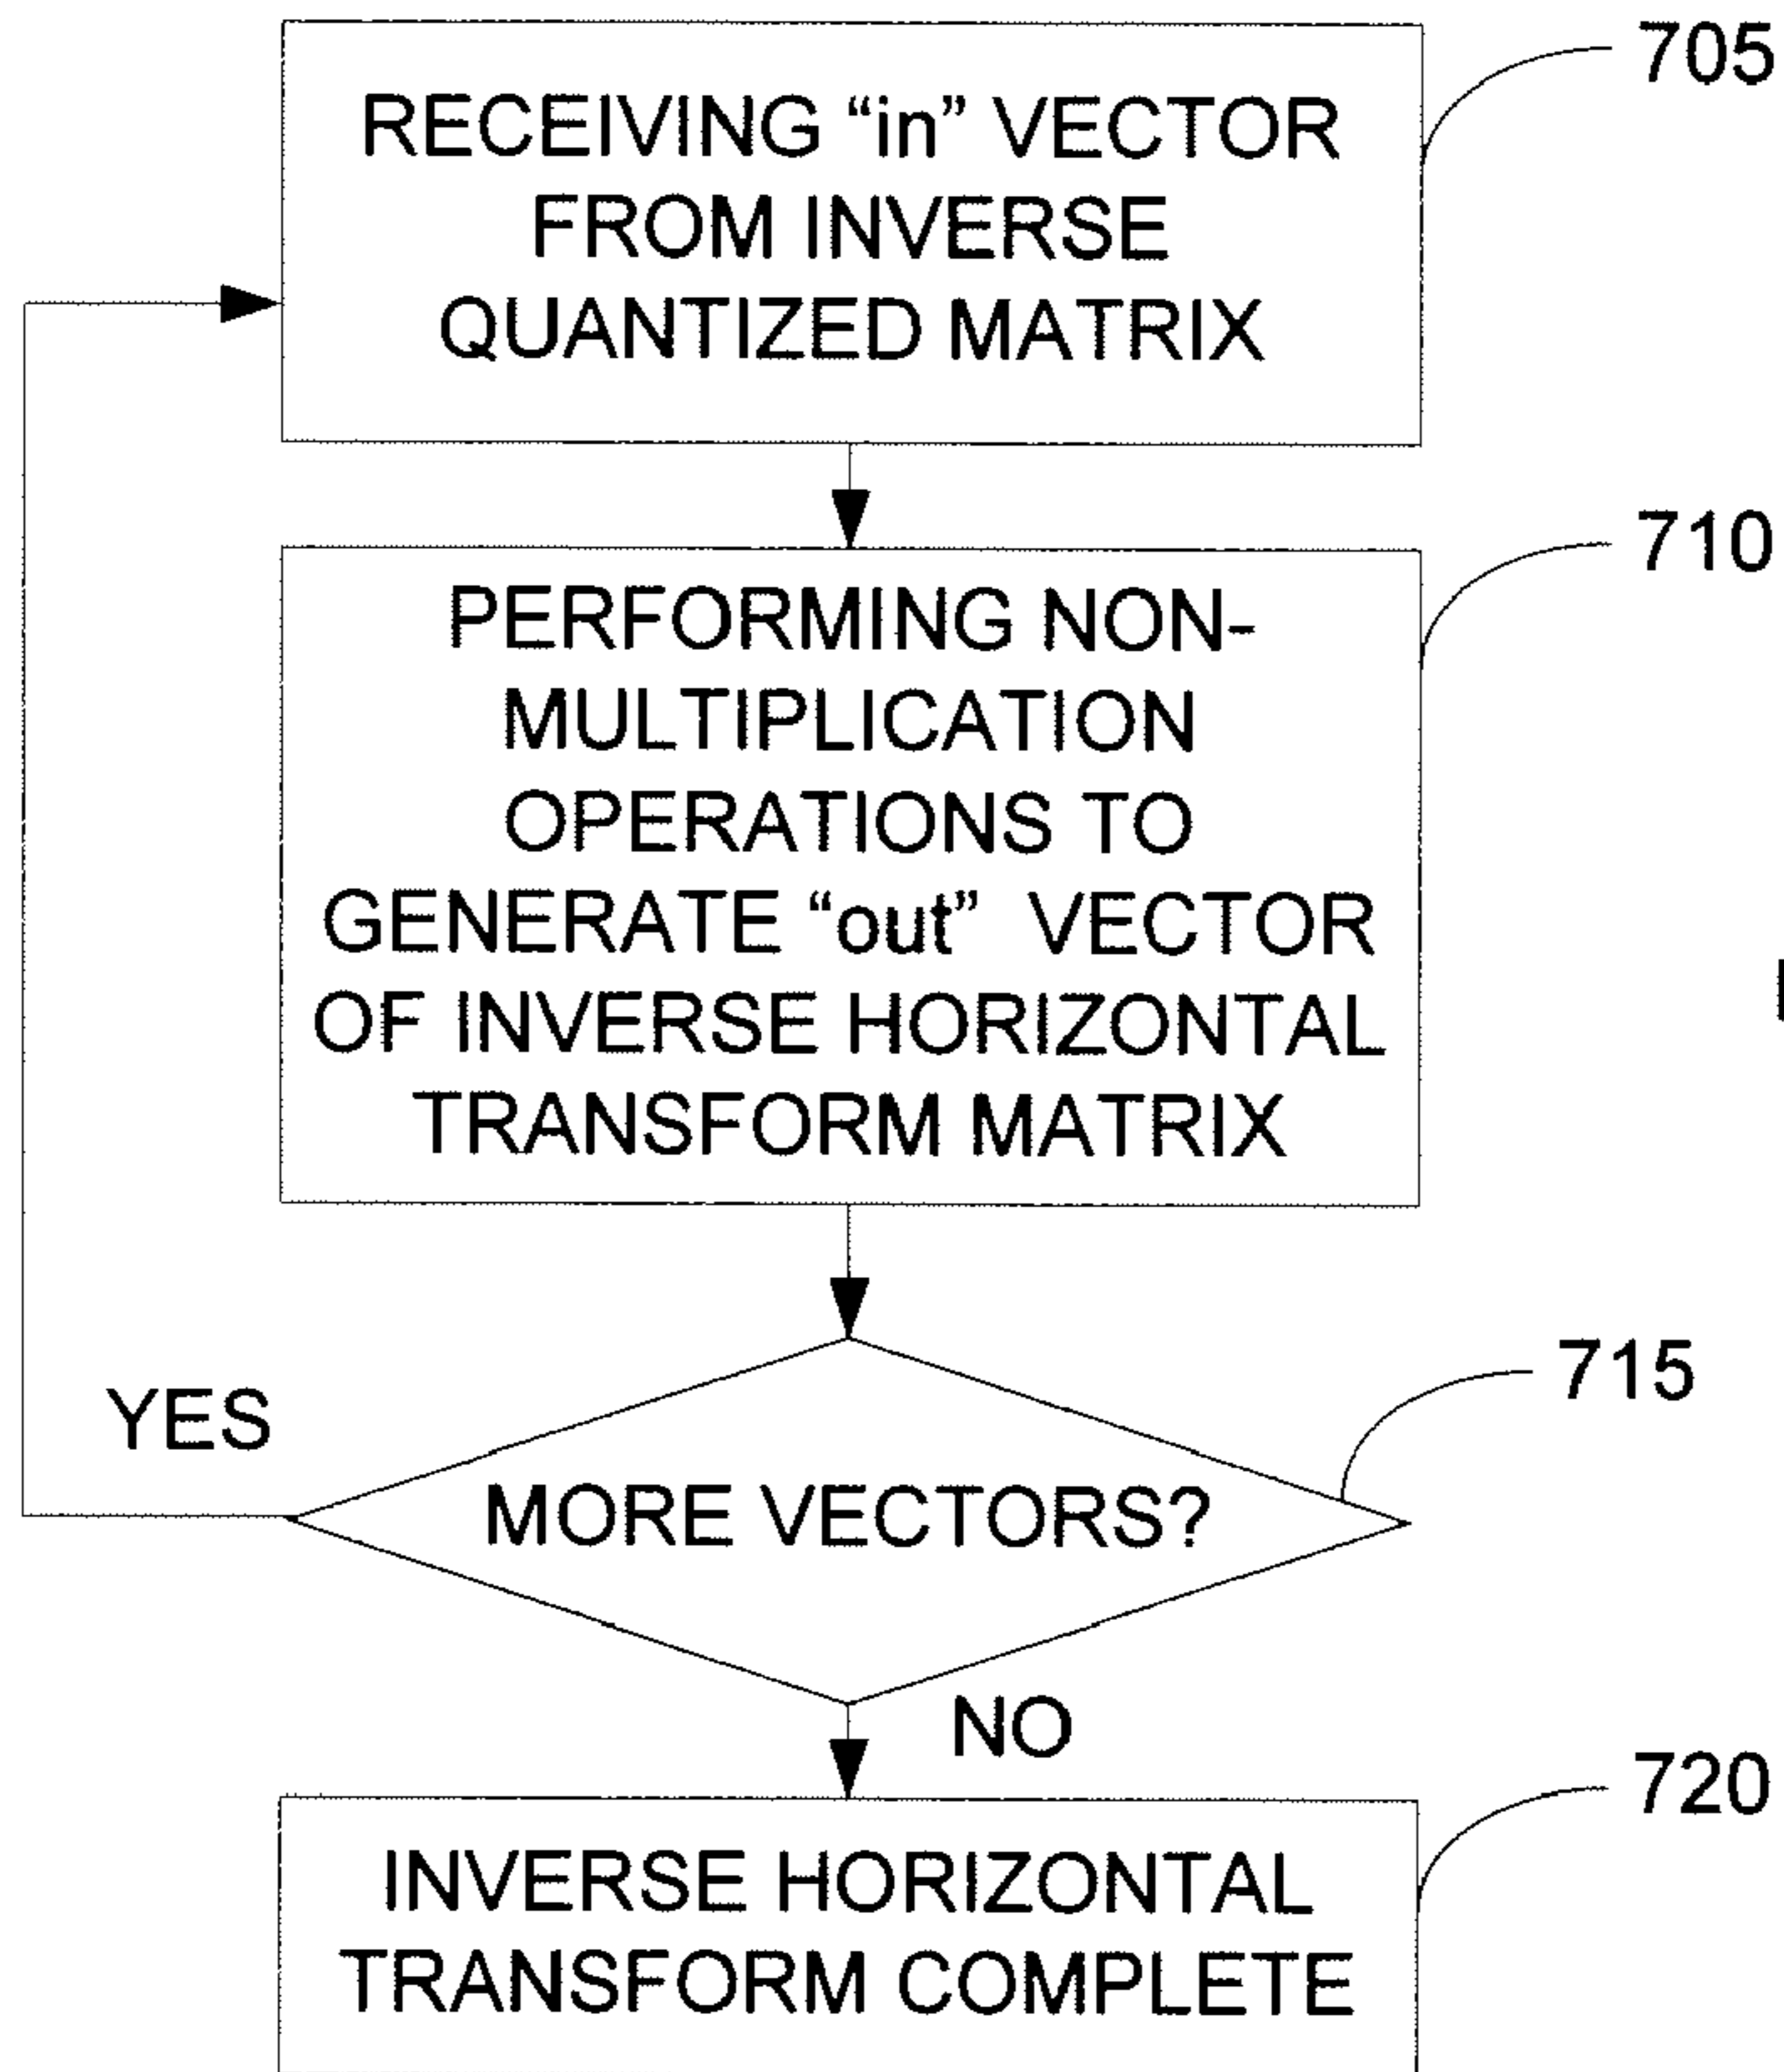 705
RECEIVING “in” VECTOR
FROM INVERSE
QUANTIZED MATRIX
710
PERFORMING NON-
MULTIPLICATION
OPERATIONS TO
GENERATE “out” VECTOR
OF INVERSE HORIZONTAL
TRANSFORM MATRIX
715
YES
MORE VECTORS?
NO
720
INVERSE HORIZONTAL
TRANSFORM COMPLETE